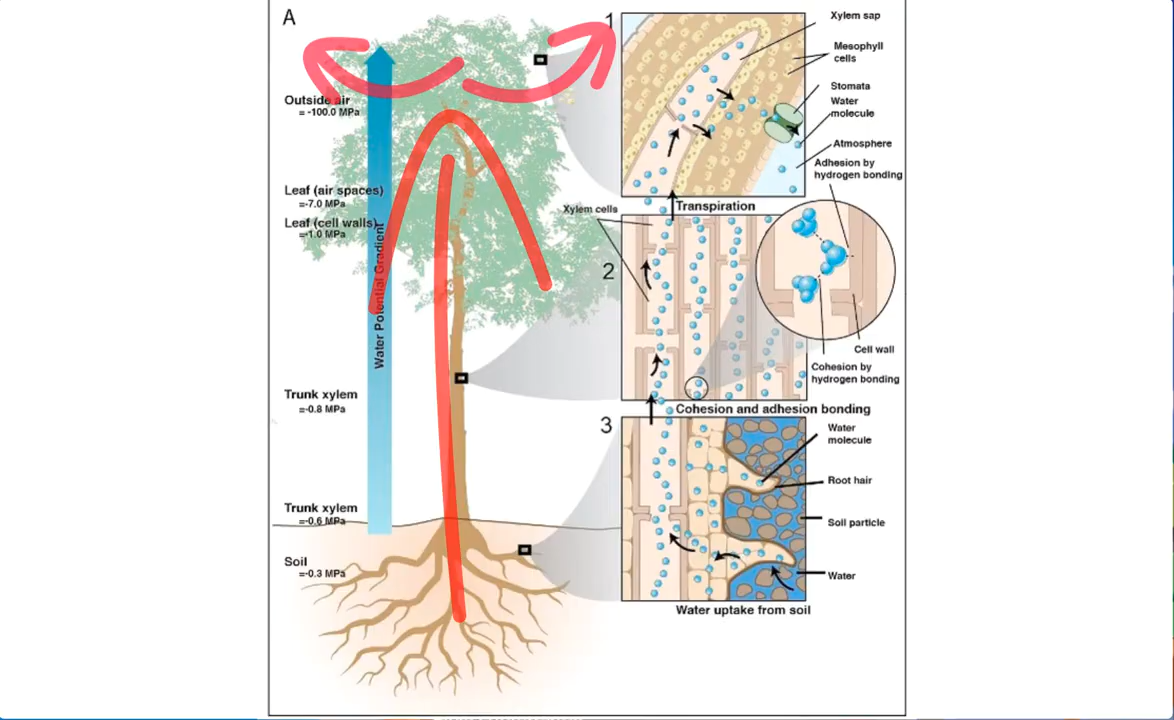 A
1
Xylem sap
Mesophyll
cells
Stomata
Water
molecule
Atmosphere
Adhesion by
hydrogen bonding
Outside air
= -100.0 MPa
Leaf (air spaces)
=-7.0 MPa
Leaf (cell walls)
=-1.0 MPa
Water Potential Gradient
Trunk xylem
=-0.8 MPa
Trunk xylem
=-0.6 MPa
Soil
=-0.3 MPa
Transpiration
Xylem cells
2
Cell wall
Cohesion by
hydrogen bonding
Cohesion and adhesion bonding
3
Water
molecule
Root hair
Soil particle
Water
Water uptake from soil